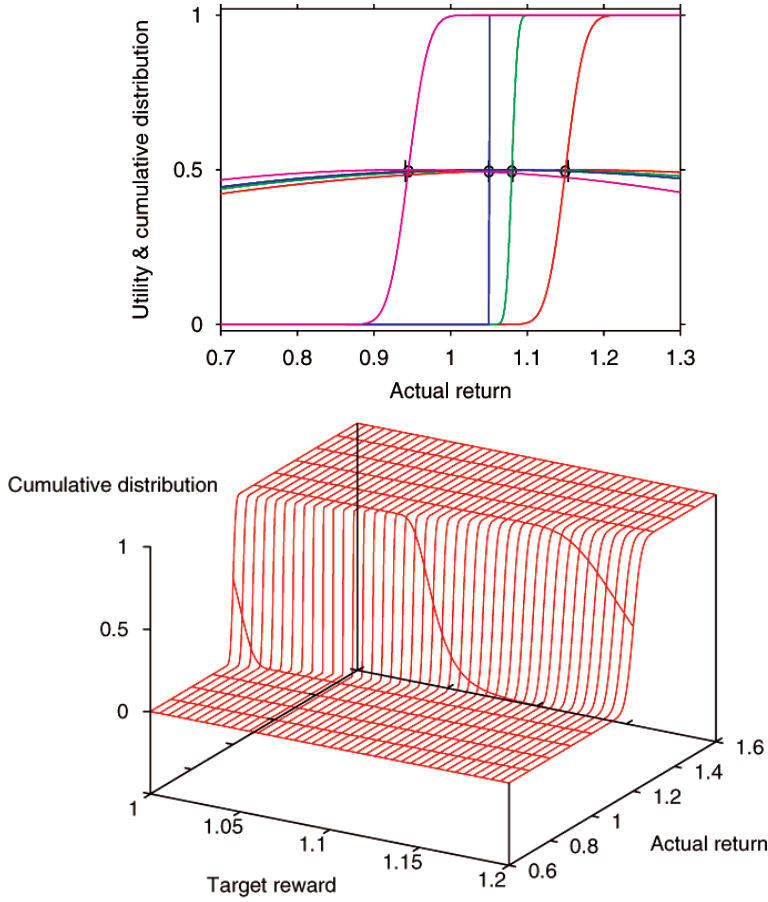 1
0.5
0
Utility & cumulative distribution
0.7 0.8 0.9 1 1.1 1.2 1.3
Actual return
Cumulative distribution
1
0.5
0
1 1.05 1.1 1.15 1.2
Target reward
0.6 0.8 1 1.2 1.4 1.6
Actual return